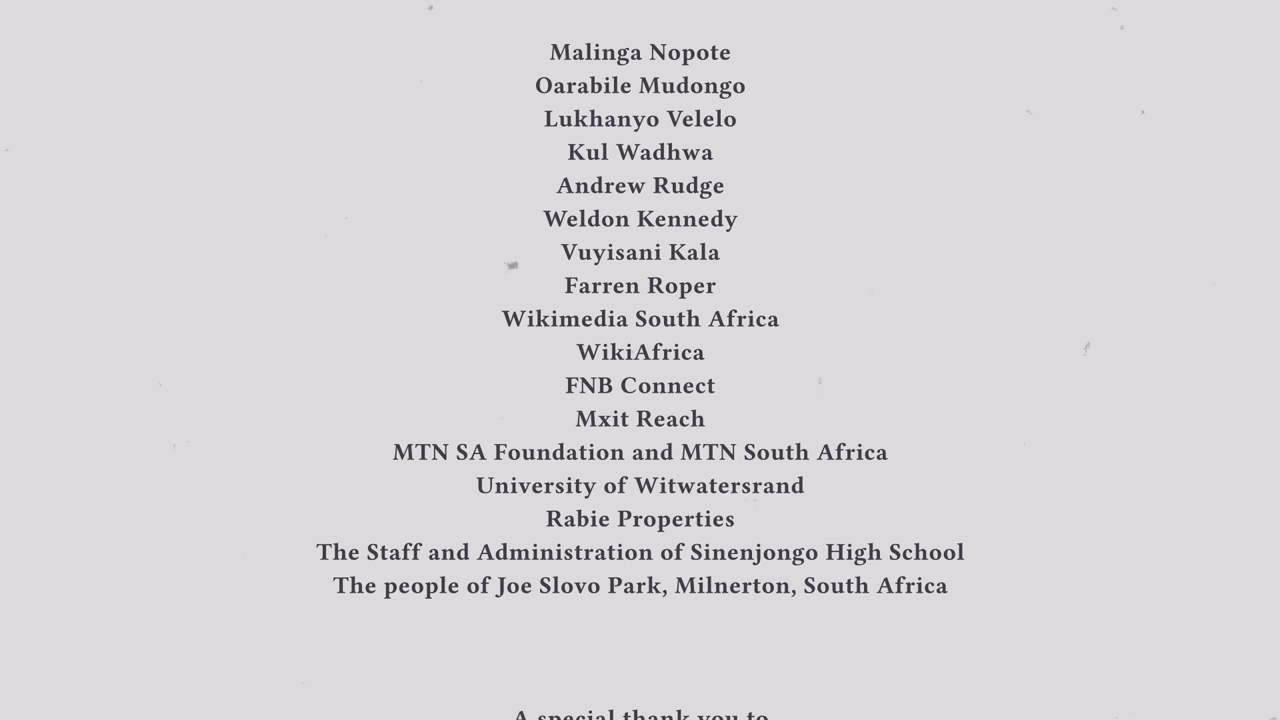 Malinga Nopote
Oarabile Mudongo
Lukhanyo Velelo
Kul Wadhwa
Andrew Rudge
Weldon Kennedy
Vuyisani Kala
Farren Roper
Wikimedia South Africa
WikiAfrica
FNB Connect
Mxit Reach
MTN SA Foundation and MTN South Africa
University of Witwatersrand
Rabie Properties
The Staff and Administration of Sinenjongo High School
The people of Joe Slovo Park, Milnerton, South Africa
A special thank you to